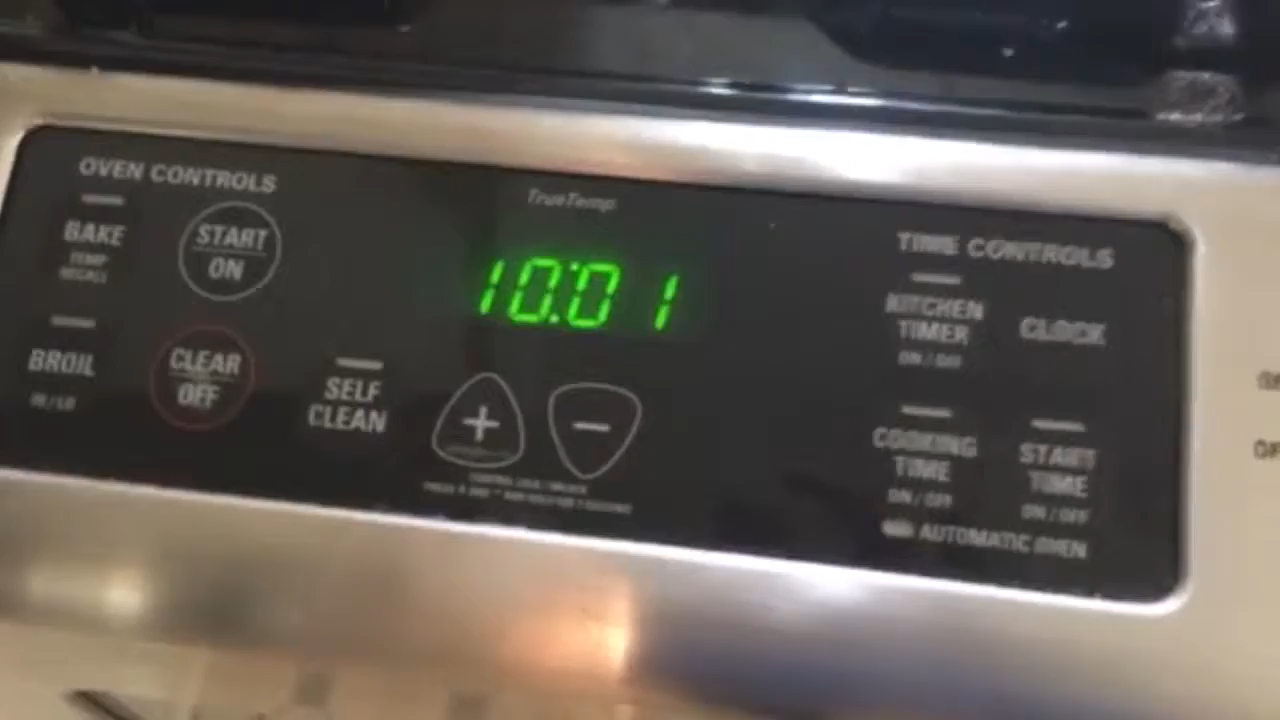 OVEN CONTROLS
BAKE
TEMP
RECALL
START
ON
BROIL
HI / LO
CLEAR
OFF
SELF
CLEAN
TrueTemp
10:01
+
−
TIME CONTROLS
KITCHEN
TIMER
ON / OFF
CLOCK
COOKING
TIME
ON / OFF
START
TIME
ON / OFF
AUTOMATIC OVEN